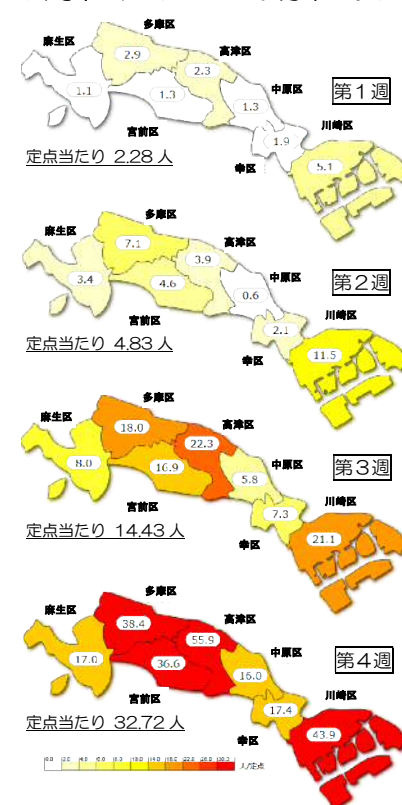 多摩区
麻生区
2.9
高津区
2.3
中原区
第1週
1.1
1.3
1.3
川崎区
宮前区
1.9
定点当たり 2.28 人
幸区
5.1
多摩区
麻生区
7.1
高津区
3.9
中原区
第2週
3.4
4.6
0.6
川崎区
宮前区
2.1
定点当たり 4.83 人
幸区
11.5
多摩区
麻生区
18.0
高津区
22.3
中原区
第3週
8.0
16.9
5.8
川崎区
宮前区
7.3
定点当たり 14.43 人
幸区
21.1
多摩区
麻生区
38.4
高津区
55.9
中原区
第4週
17.0
36.6
16.0
川崎区
宮前区
17.4
定点当たり 32.72 人
幸区
43.9
人/定点